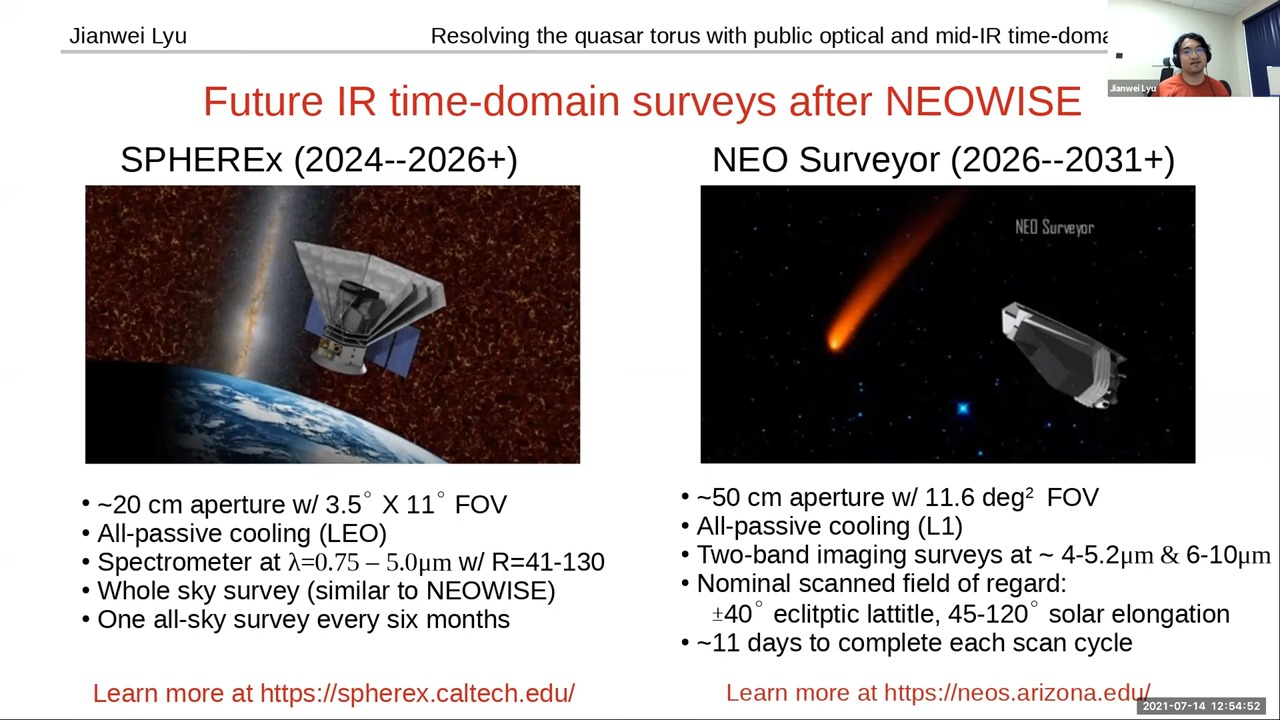 Jianwei Lyu
Resolving the quasar torus with public optical and mid-IR
Jianwei Lyu
Future IR time-domain surveys after NEOWISE
SPHEREx (2024--2026+)
NEO Surveyor (2026--2031+)
NEO Surveyor
• ~20 cm aperture w/ 3.5° X 11° FOV
• All-passive cooling (LEO)
• Spectrometer at λ=0.75 – 5.0μm w/ R=41-130
• Whole sky survey (similar to NEOWISE)
• One all-sky survey every six months
Learn more at https://spherex.caltech.edu/
• ~50 cm aperture w/ 11.6 deg² FOV
• All-passive cooling (L1)
• Two-band imaging surveys at ~ 4-5.2μm & 6-10μm
• Nominal scanned field of regard:
±40° eclitptic lattitle, 45-120° solar elongation
• ~11 days to complete each scan cycle
Learn more at https://neos.arizona.edu/
2021-07-14 12:54:52